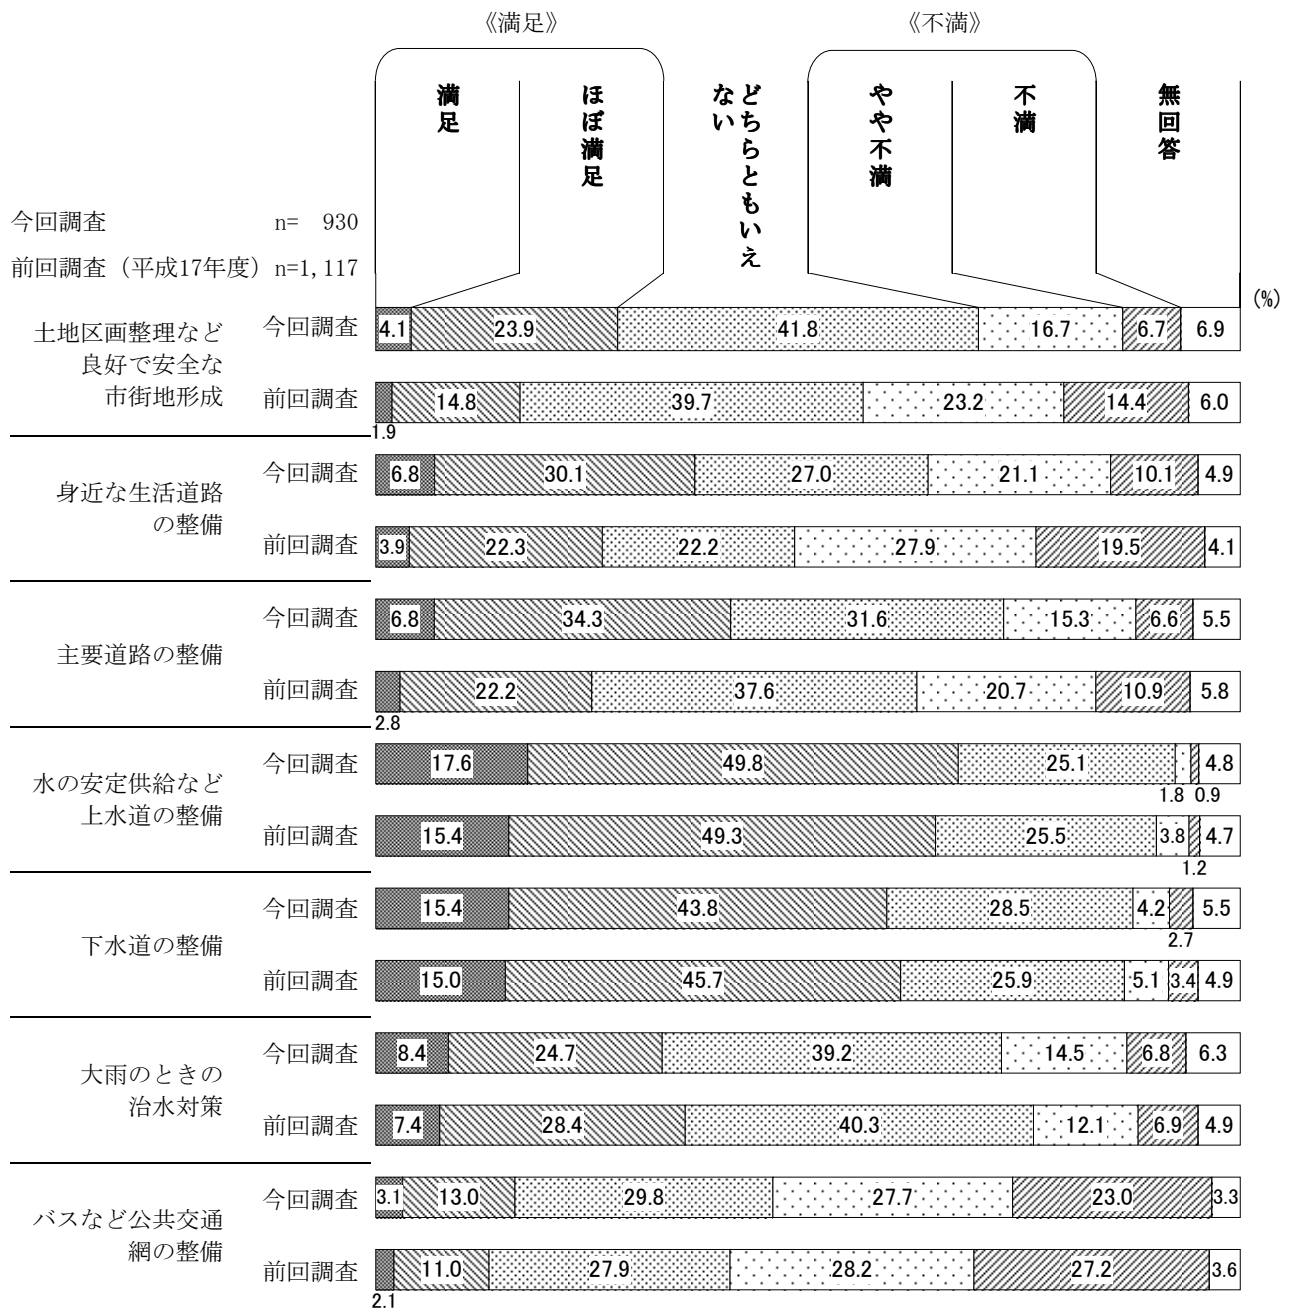 《満足》 《不満》
満足
ほぼ満足
どちらともいえ
ない
やや不満
不満
無回答
今回調査 n= 930
前回調査（平成17年度）n=1,117
(%)
土地区画整理など
良好で安全な
市街地形成
今回調査 4.1 23.9 41.8 16.7 6.7 6.9
前回調査 1.9 14.8 39.7 23.2 14.4 6.0
身近な生活道路
の整備
今回調査 6.8 30.1 27.0 21.1 10.1 4.9
前回調査 3.9 22.3 22.2 27.9 19.5 4.1
主要道路の整備
今回調査 6.8 34.3 31.6 15.3 6.6 5.5
前回調査 2.8 22.2 37.6 20.7 10.9 5.8
水の安定供給など
上水道の整備
今回調査 17.6 49.8 25.1 1.8 0.9 4.8
前回調査 15.4 49.3 25.5 3.8 1.2 4.7
下水道の整備
今回調査 15.4 43.8 28.5 4.2 2.7 5.5
前回調査 15.0 45.7 25.9 5.1 3.4 4.9
大雨のときの
治水対策
今回調査 8.4 24.7 39.2 14.5 6.8 6.3
前回調査 7.4 28.4 40.3 12.1 6.9 4.9
バスなど公共交通
網の整備
今回調査 3.1 13.0 29.8 27.7 23.0 3.3
前回調査 2.1 11.0 27.9 28.2 27.2 3.6